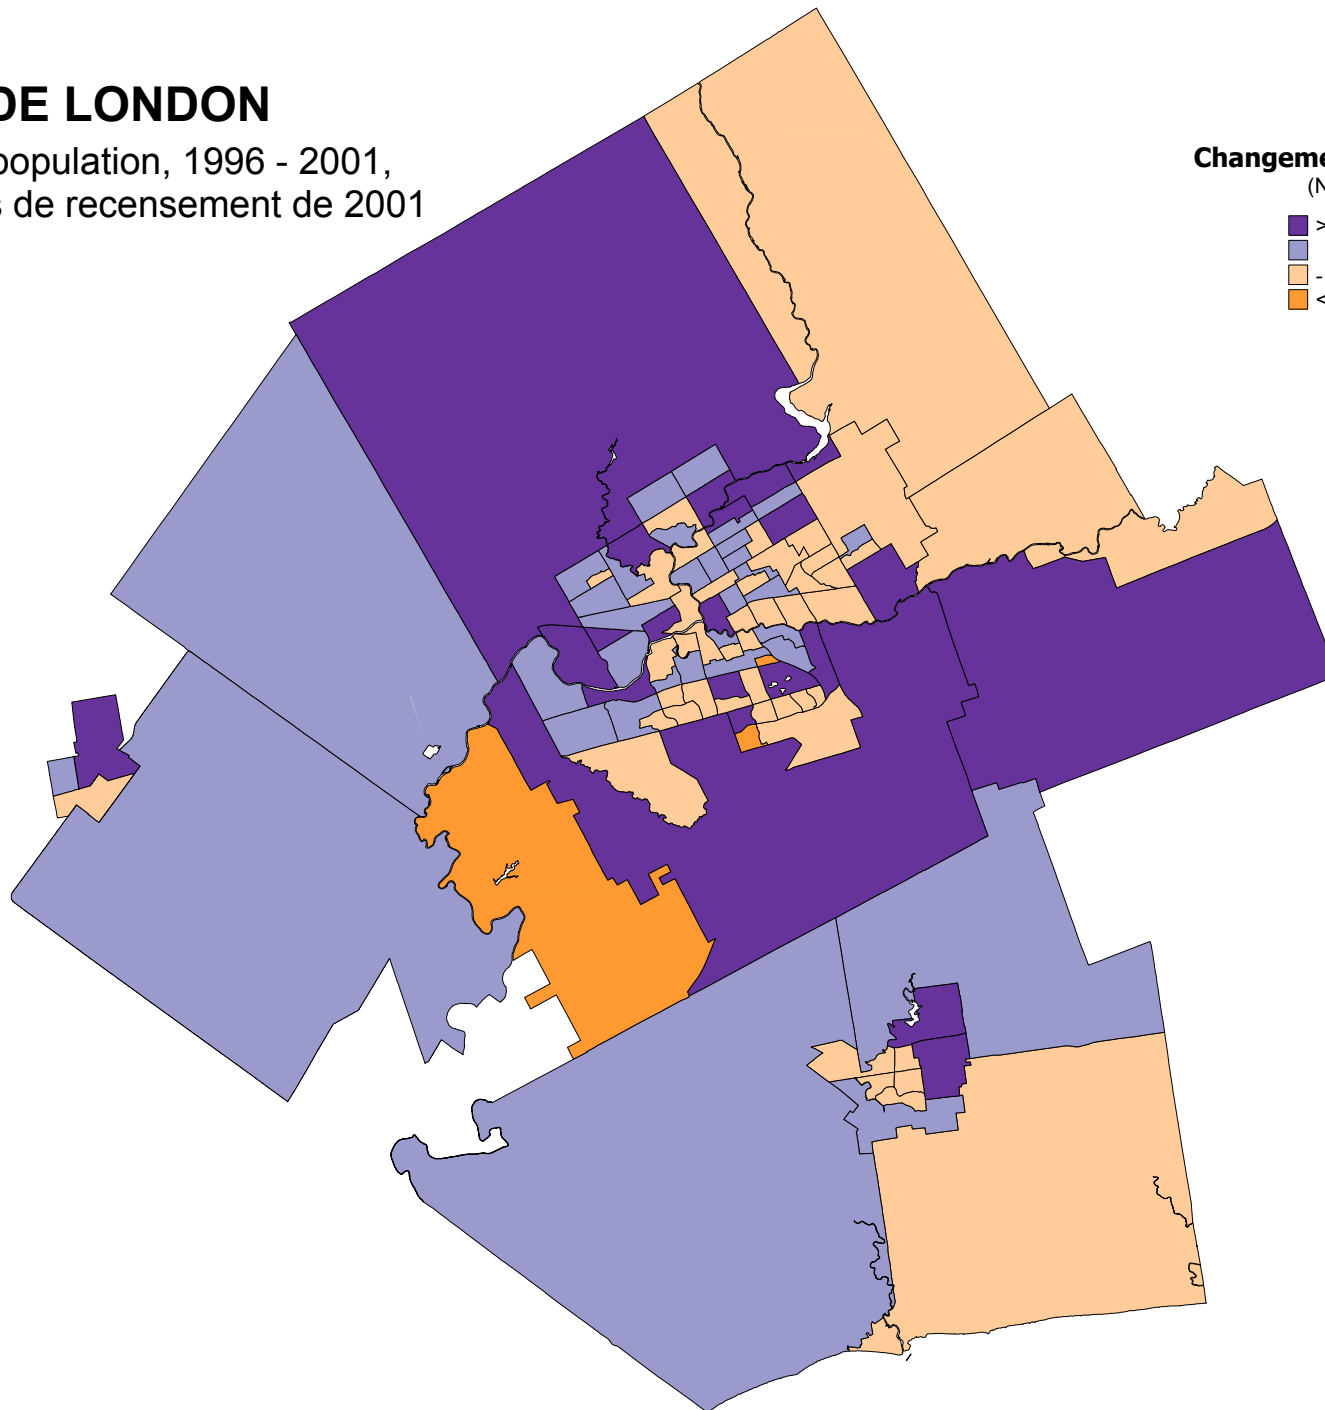 DE LONDON
population, 1996 - 2001,
s de recensement de 2001
Changeme
(N
>
-
<